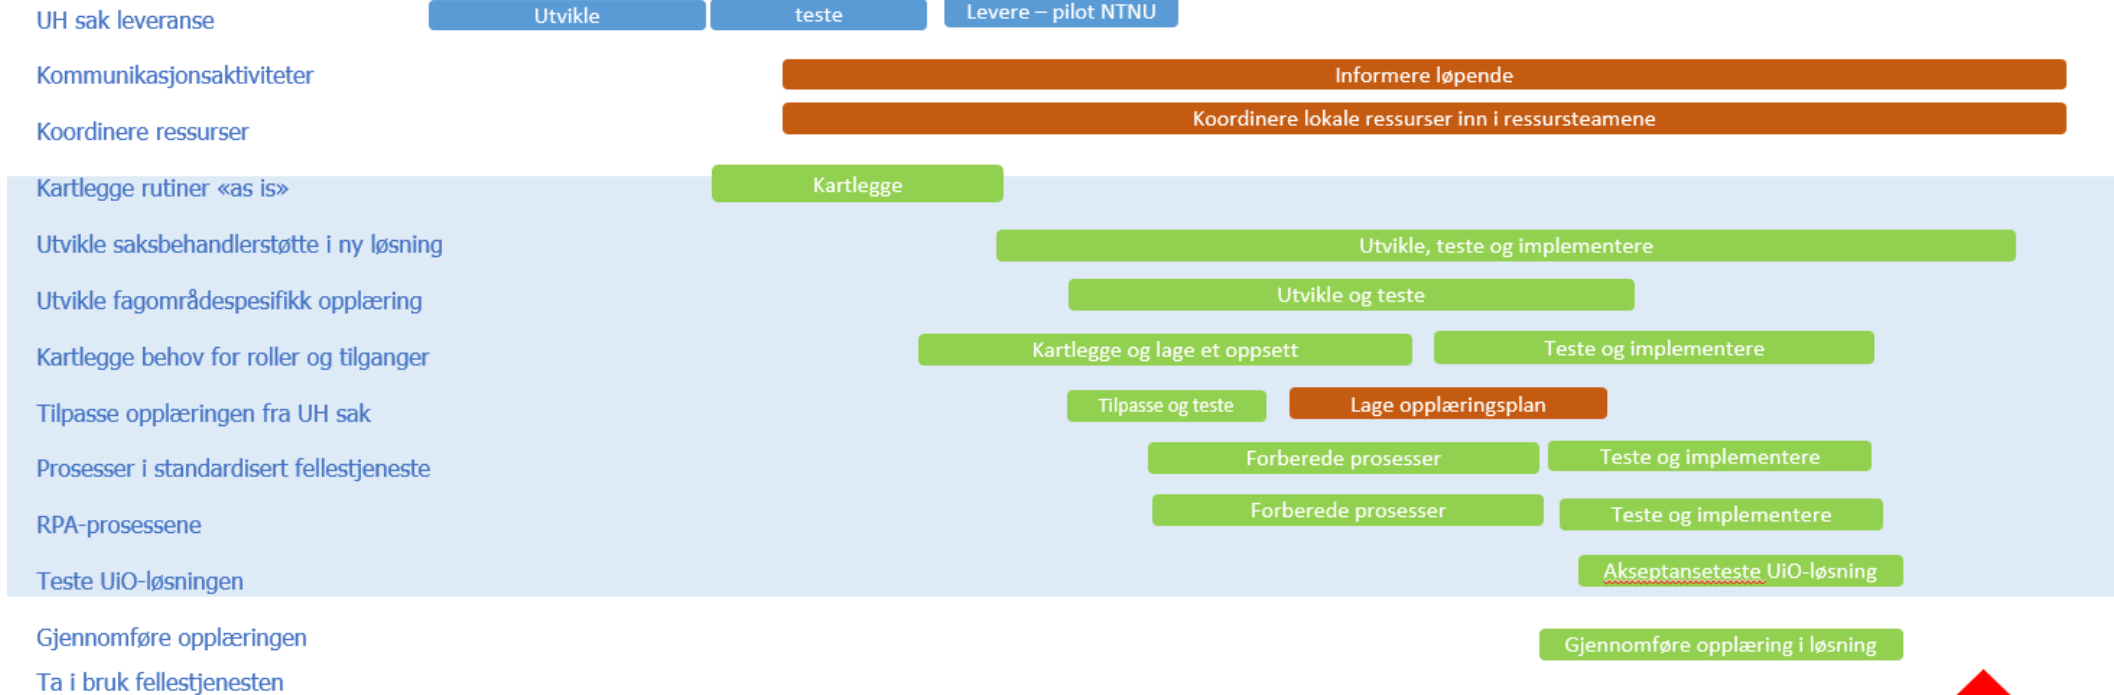 UH sak leveranse Utvikle teste Levere – pilot NTNU
Kommunikasjonsaktiviteter Informere løpende
Koordinere ressurser Koordinere lokale ressurser inn i ressursteamene
Kartlegge rutiner «as is» Kartlegge
Utvikle saksbehandlerstøtte i ny løsning Utvikle, teste og implementere
Utvikle fagområdespesifikk opplæring Utvikle og teste
Kartlegge behov for roller og tilganger Kartlegge og lage et oppsett Teste og implementere
Tilpasse opplæringen fra UH sak Tilpasse og teste Lage opplæringsplan
Prosesser i standardisert fellestjeneste Forberede prosesser Teste og implementere
RPA-prosessene Forberede prosesser Teste og implementere
Teste UiO-løsningen Akseptanseteste UiO-løsning
Gjennomføre opplæringen Gjennomføre opplæring i løsning
Ta i bruk fellestjenesten